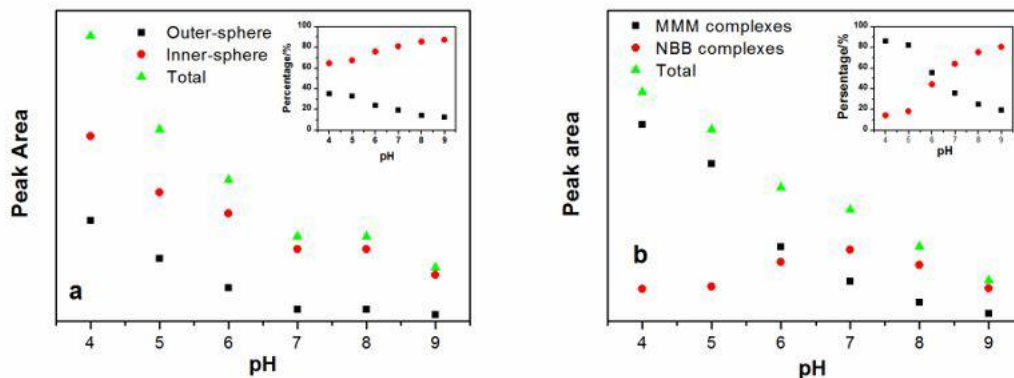 Outer-sphere
Inner-sphere
Total
Percentage/%
100
80
60
40
20
0
4 5 6 7 8 9
pH
Peak Area
a
4 5 6 7 8 9
pH
MMM complexes
NBB complexes
Total
Persentage/%
100
80
60
40
20
0
4 5 6 7 8 9
pH
Peak area
b
4 5 6 7 8 9
pH